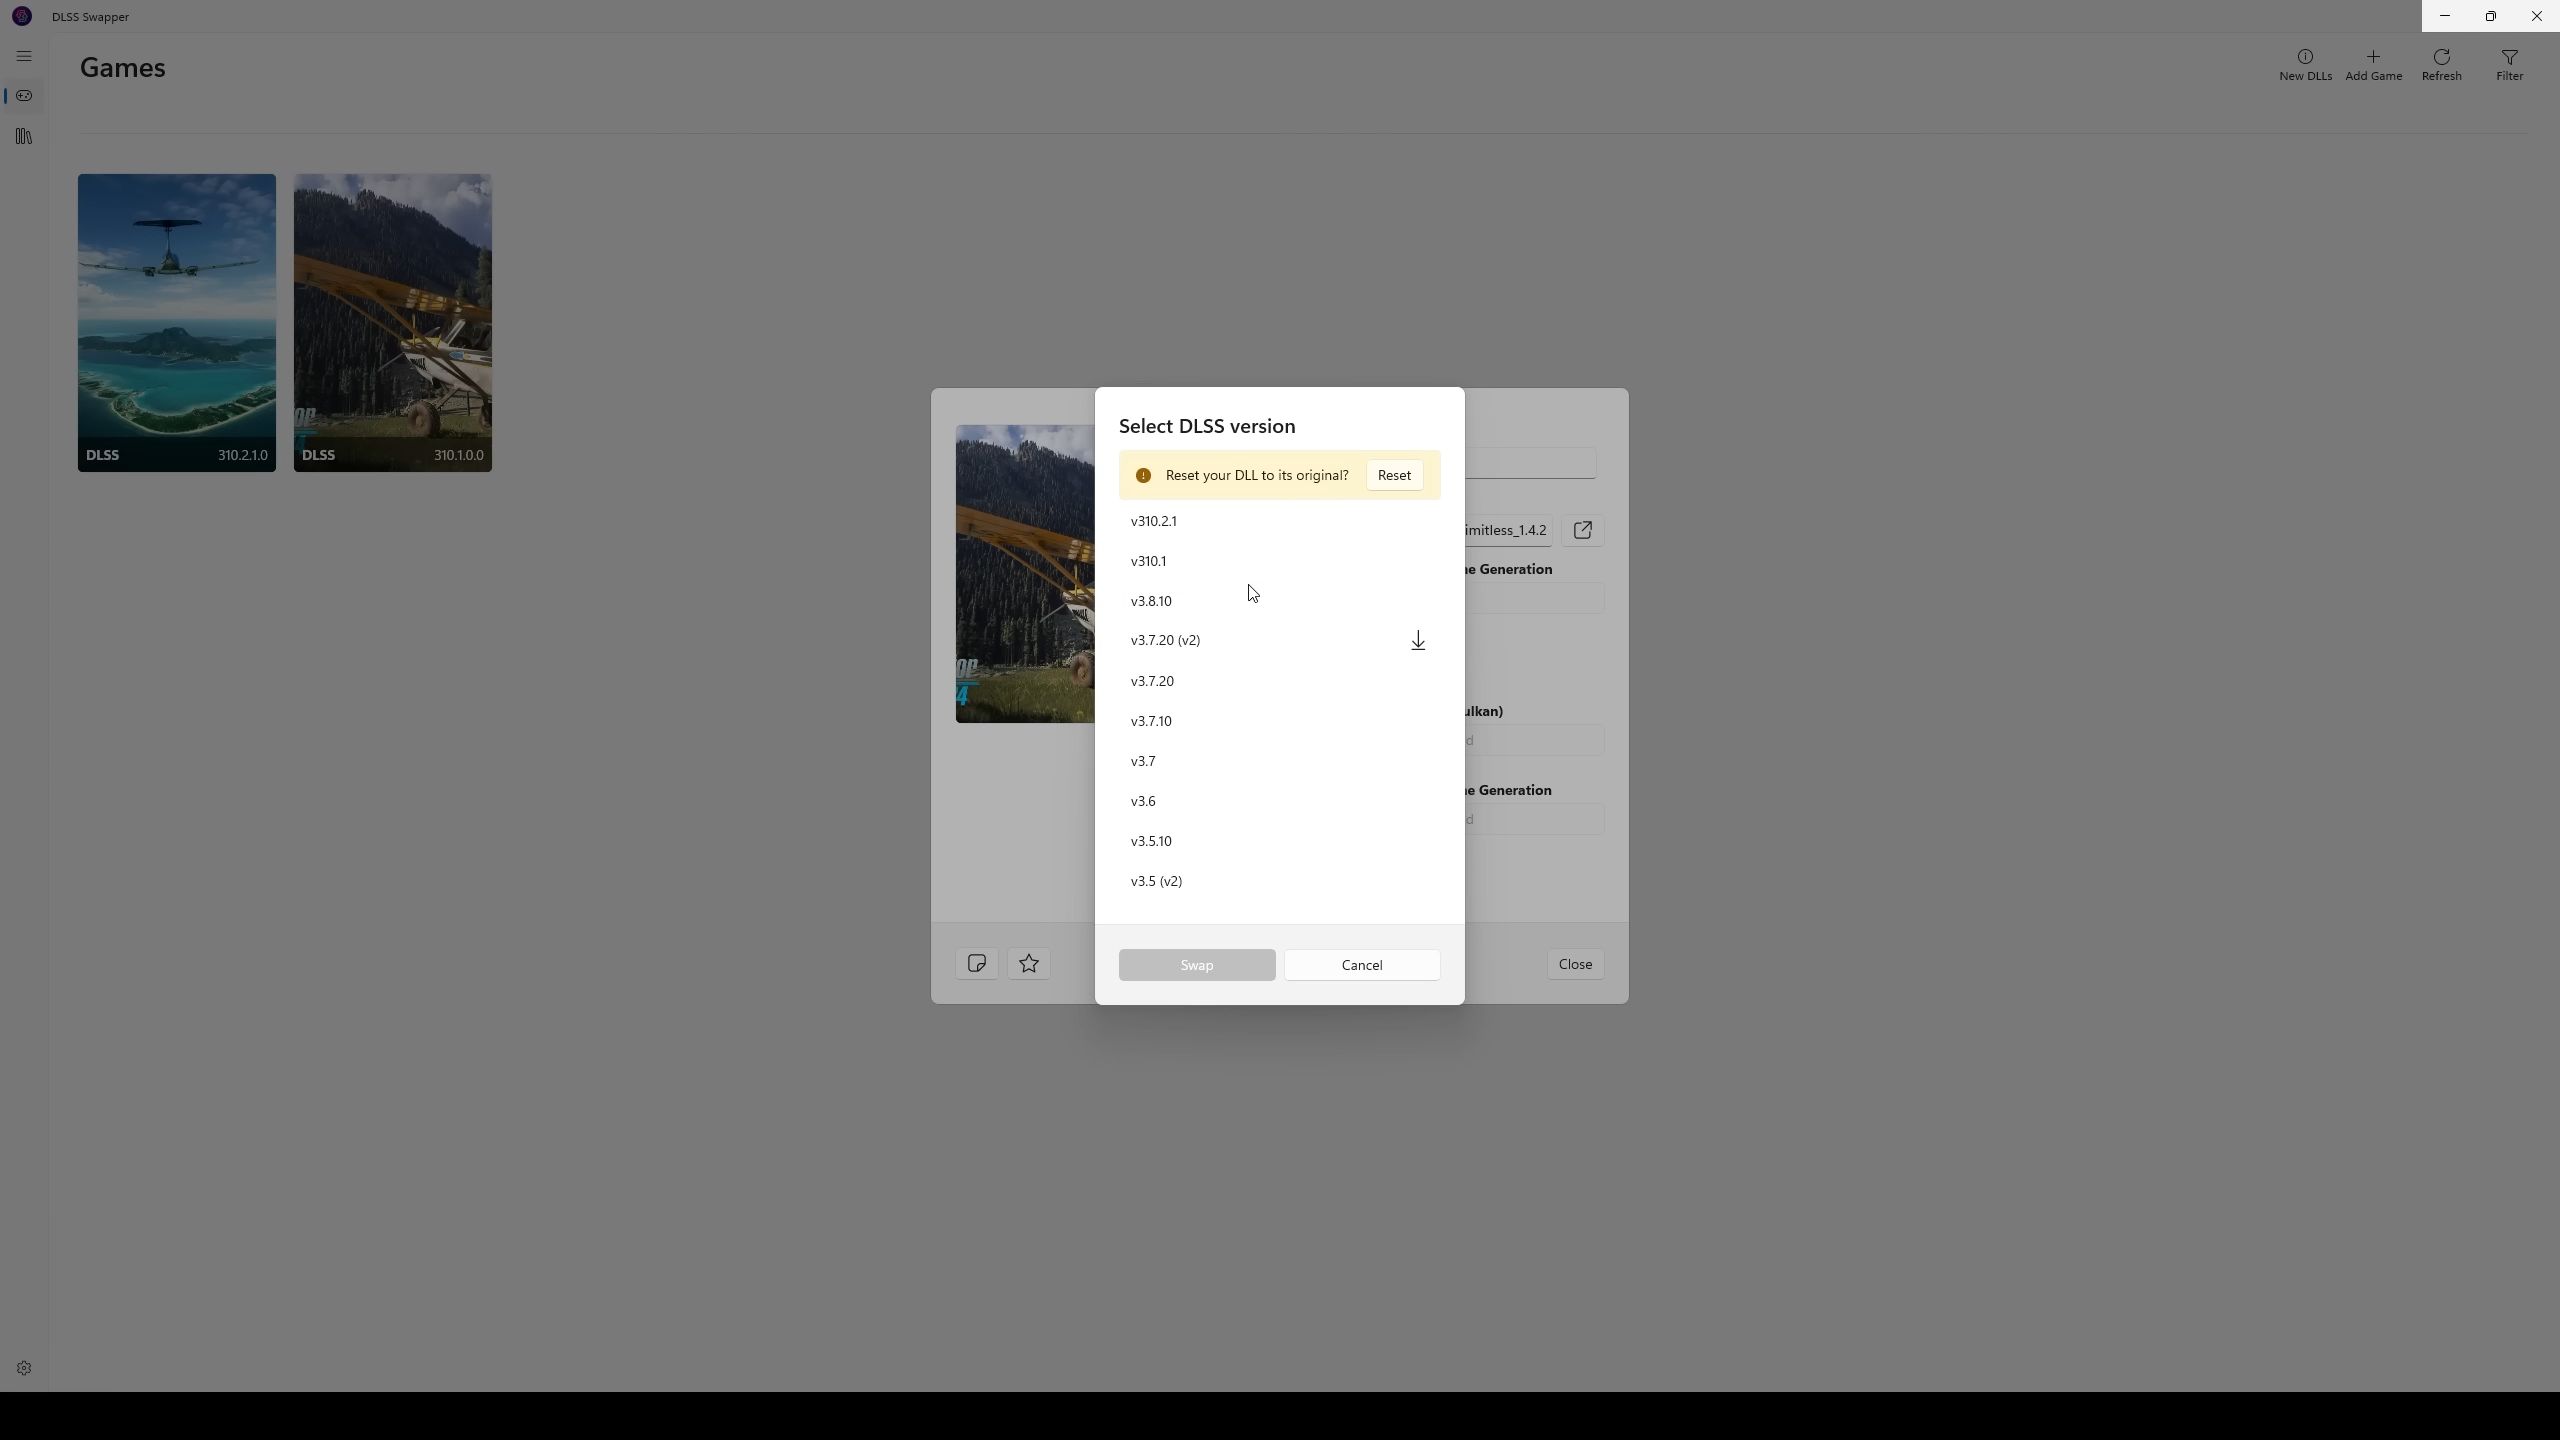 DLSS Swapper
Games
New DLLs
Add Game
Refresh
Filter
DLSS 310.2.1.0
DLSS 310.1.0.0
Select DLSS version
Reset your DLL to its original? Reset
v310.2.1
v310.1
v3.8.10
v3.7.20 (v2)
v3.7.20
v3.7.10
v3.7
v3.6
v3.5.10
v3.5 (v2)
Swap
Cancel
imitless_1.4.2
ne Generation
ulkan)
d
ne Generation
d
Close